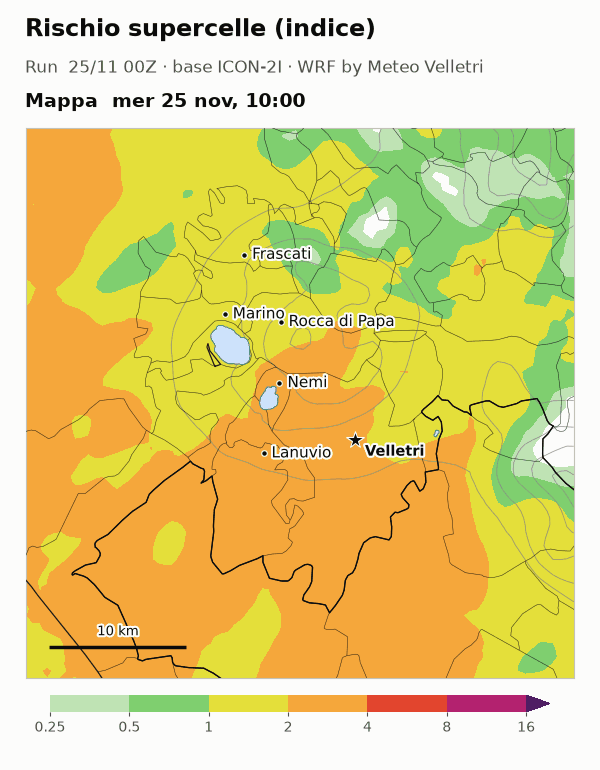 Rischio supercelle (indice)
Run  25/11 00Z · base ICON-2I · WRF by Meteo Velletri
Mappa  mer 25 nov, 10:00
Frascati
Marino
Rocca di Papa
Nemi
Velletri
Lanuvio
10 km
0.25 0.5 1 2 4 8 16